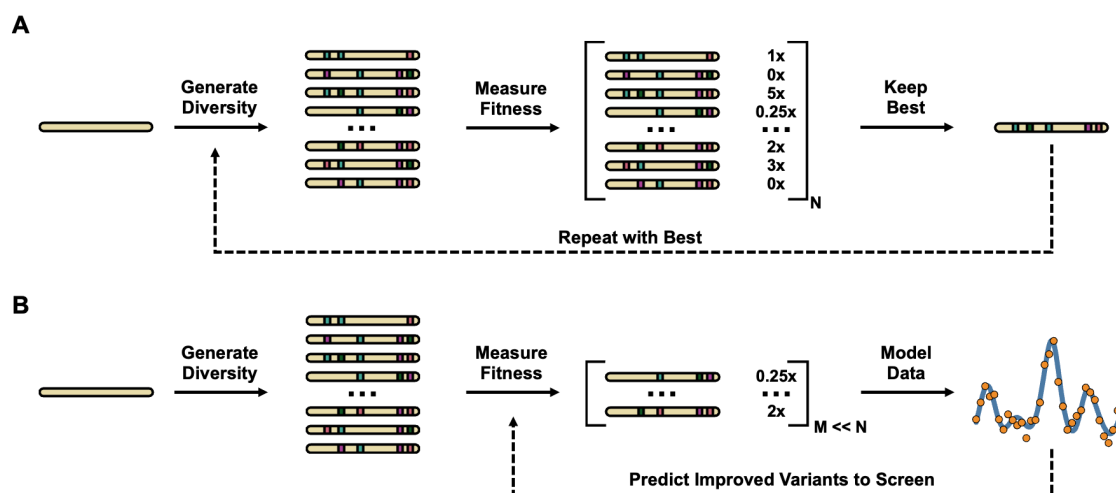 A
Generate
Diversity
Measure
Fitness
1x
0x
5x
0.25x
...
2x
3x
0x
N
Keep
Best
Repeat with Best
B
Generate
Diversity
Measure
Fitness
0.25x
...
2x
M << N
Model
Data
Predict Improved Variants to Screen